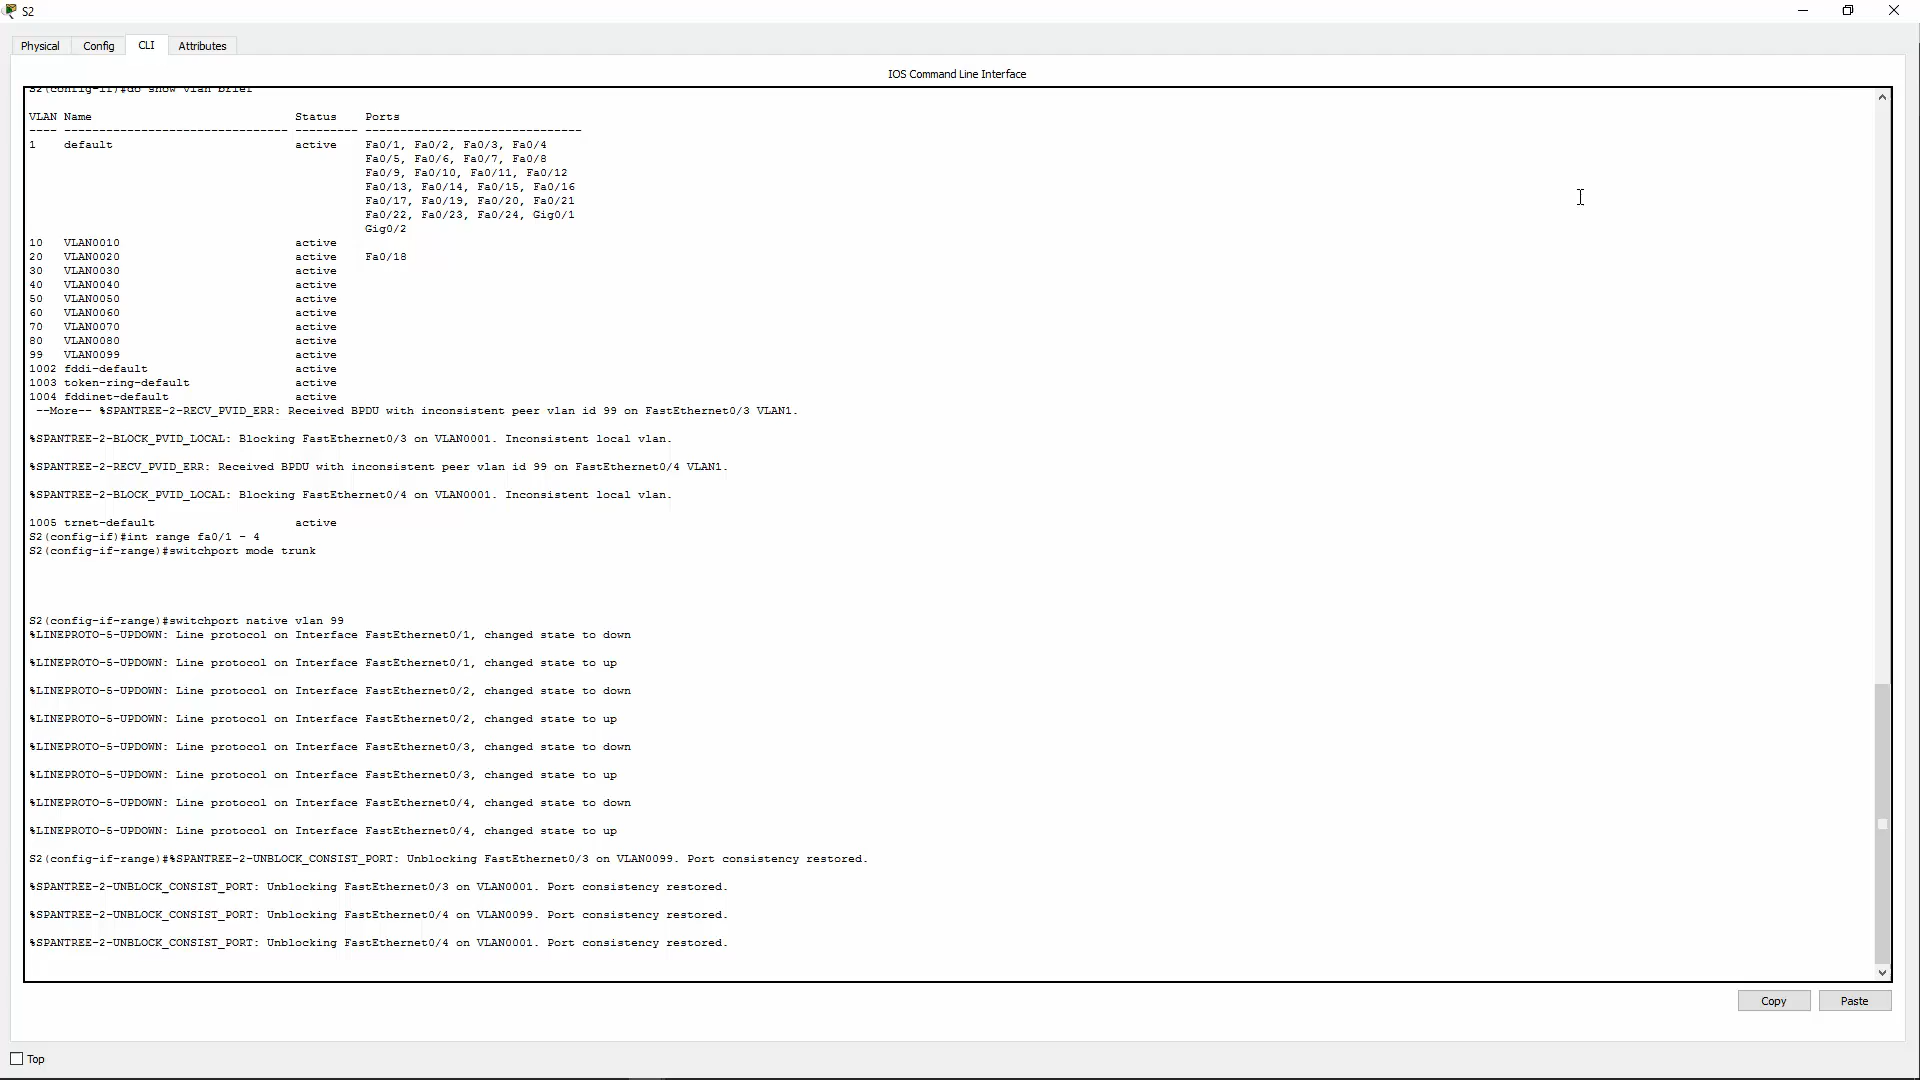 S2
Physical
Config
CLI
Attributes
IOS Command Line Interface
S2(config-if)#do show vlan brief
VLAN Name Status Ports
---- -------------------------------- --------- -------------------------------
1 default active Fa0/1, Fa0/2, Fa0/3, Fa0/4
Fa0/5, Fa0/6, Fa0/7, Fa0/8
Fa0/9, Fa0/10, Fa0/11, Fa0/12
Fa0/13, Fa0/14, Fa0/15, Fa0/16
Fa0/17, Fa0/19, Fa0/20, Fa0/21
Fa0/22, Fa0/23, Fa0/24, Gig0/1
Gig0/2
10 VLAN0010 active
20 VLAN0020 active Fa0/18
30 VLAN0030 active
40 VLAN0040 active
50 VLAN0050 active
60 VLAN0060 active
70 VLAN0070 active
80 VLAN0080 active
99 VLAN0099 active
1002 fddi-default active
1003 token-ring-default active
1004 fddinet-default active
--More-- %SPANTREE-2-RECV_PVID_ERR: Received BPDU with inconsistent peer vlan id 99 on FastEthernet0/3 VLAN1.
%SPANTREE-2-BLOCK_PVID_LOCAL: Blocking FastEthernet0/3 on VLAN0001. Inconsistent local vlan.
%SPANTREE-2-RECV_PVID_ERR: Received BPDU with inconsistent peer vlan id 99 on FastEthernet0/4 VLAN1.
%SPANTREE-2-BLOCK_PVID_LOCAL: Blocking FastEthernet0/4 on VLAN0001. Inconsistent local vlan.
1005 trnet-default active
S2(config-if)#int range fa0/1 - 4
S2(config-if-range)#switchport mode trunk
S2(config-if-range)#switchport native vlan 99
%LINEPROTO-5-UPDOWN: Line protocol on Interface FastEthernet0/1, changed state to down
%LINEPROTO-5-UPDOWN: Line protocol on Interface FastEthernet0/1, changed state to up
%LINEPROTO-5-UPDOWN: Line protocol on Interface FastEthernet0/2, changed state to down
%LINEPROTO-5-UPDOWN: Line protocol on Interface FastEthernet0/2, changed state to up
%LINEPROTO-5-UPDOWN: Line protocol on Interface FastEthernet0/3, changed state to down
%LINEPROTO-5-UPDOWN: Line protocol on Interface FastEthernet0/3, changed state to up
%LINEPROTO-5-UPDOWN: Line protocol on Interface FastEthernet0/4, changed state to down
%LINEPROTO-5-UPDOWN: Line protocol on Interface FastEthernet0/4, changed state to up
S2(config-if-range)#%SPANTREE-2-UNBLOCK_CONSIST_PORT: Unblocking FastEthernet0/3 on VLAN0099. Port consistency restored.
%SPANTREE-2-UNBLOCK_CONSIST_PORT: Unblocking FastEthernet0/3 on VLAN0001. Port consistency restored.
%SPANTREE-2-UNBLOCK_CONSIST_PORT: Unblocking FastEthernet0/4 on VLAN0099. Port consistency restored.
%SPANTREE-2-UNBLOCK_CONSIST_PORT: Unblocking FastEthernet0/4 on VLAN0001. Port consistency restored.
Copy
Paste
Top